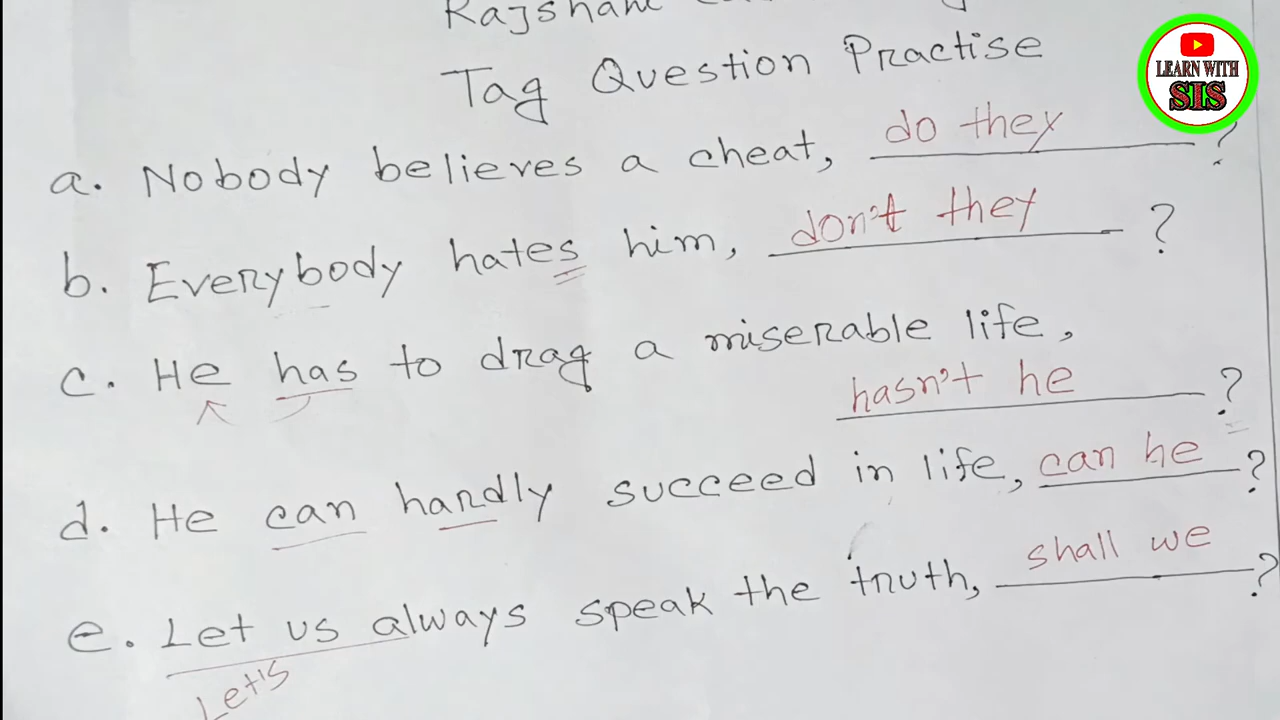 Tag Question Practise
LEARN WITH
SIS
a. Nobody believes a cheat, do they ?
b. Everybody hates him, don't they ?
c. He has to drag a miserable life,
hasn't he ?
d. He can hardly succeed in life, can he ?
e. Let us always speak the truth, shall we ?
Let's